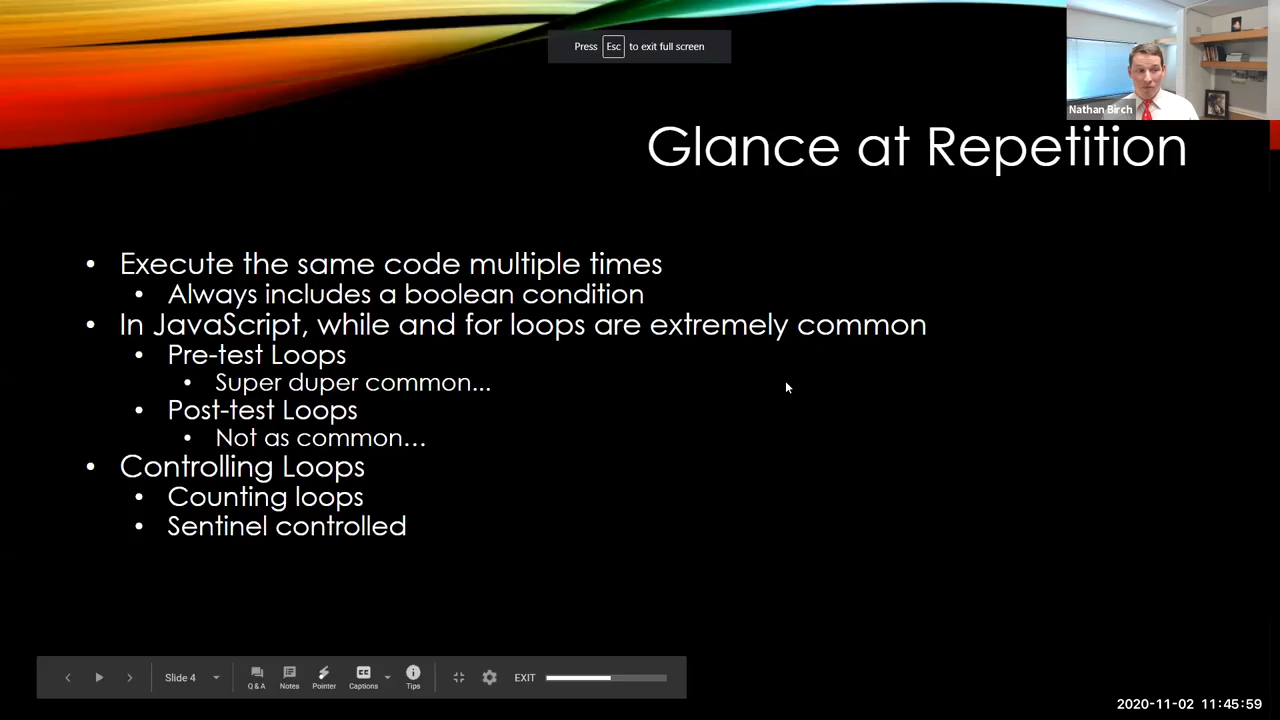 Press Esc to exit full screen
Nathan Birch
Glance at Repetition
• Execute the same code multiple times
• Always includes a boolean condition
• In JavaScript, while and for loops are extremely common
• Pre-test Loops
• Super duper common...
• Post-test Loops
• Not as common…
• Controlling Loops
• Counting loops
• Sentinel controlled
Slide 4
Q & A
Notes
Pointer
CC
Captions
Tips
EXIT
2020-11-02 11:45:59